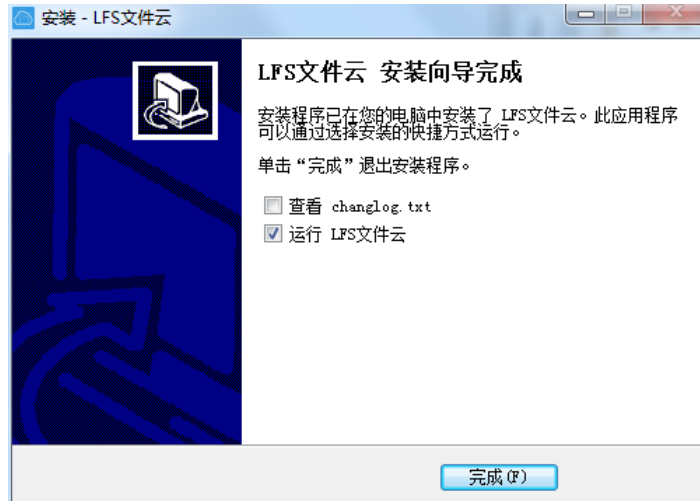 安装 - LFS文件云
LFS文件云 安装向导完成
安装程序已在您的电脑中安装了 LFS文件云。此应用程序
可以通过选择安装的快捷方式运行。
单击“完成”退出安装程序。
查看 changlog.txt
运行 LFS文件云
完成(F)